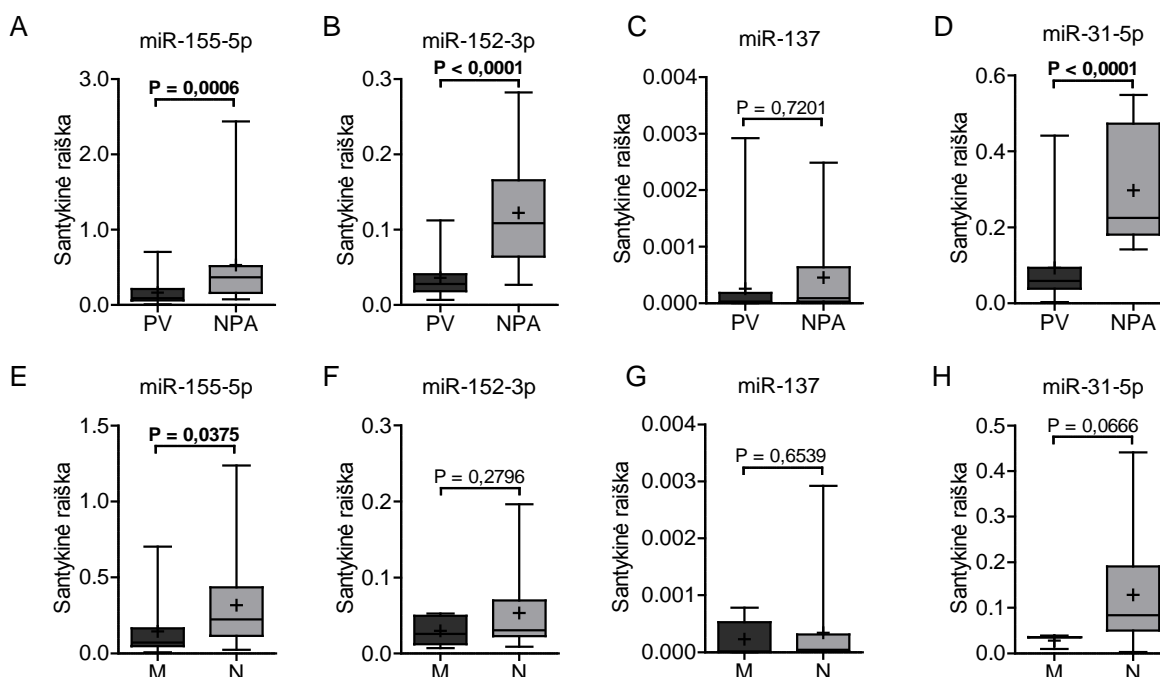 A
miR-155-5p
P = 0,0006
Santykinė raiška
3.0
2.0
1.0
0.0
PV
NPA
B
miR-152-3p
P < 0,0001
Santykinė raiška
0.3
0.2
0.1
0.0
PV
NPA
C
miR-137
P = 0,7201
Santykinė raiška
0.004
0.003
0.002
0.001
0.000
PV
NPA
D
miR-31-5p
P < 0,0001
Santykinė raiška
0.6
0.4
0.2
0.0
PV
NPA
E
miR-155-5p
P = 0,0375
Santykinė raiška
1.5
1.0
0.5
0.0
M
N
F
miR-152-3p
P = 0,2796
Santykinė raiška
0.3
0.2
0.1
0.0
M
N
G
miR-137
P = 0,6539
Santykinė raiška
0.004
0.003
0.002
0.001
0.000
M
N
H
miR-31-5p
P = 0,0666
Santykinė raiška
0.5
0.4
0.3
0.2
0.1
0.0
M
N